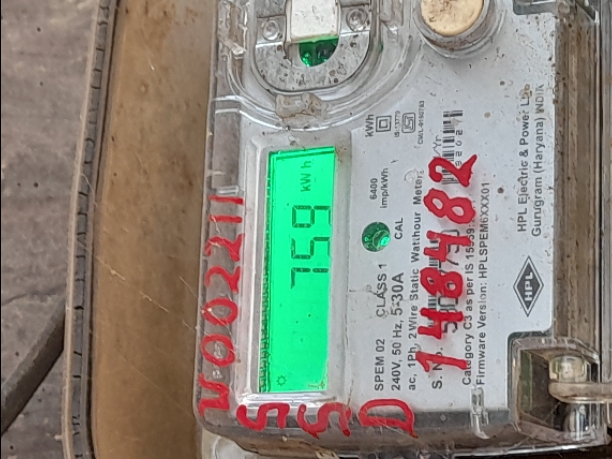 W002211
SSD
kWh
759 kWh
6400
imp/kWh
CAL
SPEM 02 CLASS 1
240V, 50 Hz, 5-30A
ac, 1Ph, 2 Wire Static Watthour Meter
148482
Category C3 as per IS 15959
Firmware Version: HPLSPEM6XXX01
HPL
HPL Electric & Power Ltd.
Gurugram (Haryana) INDIA